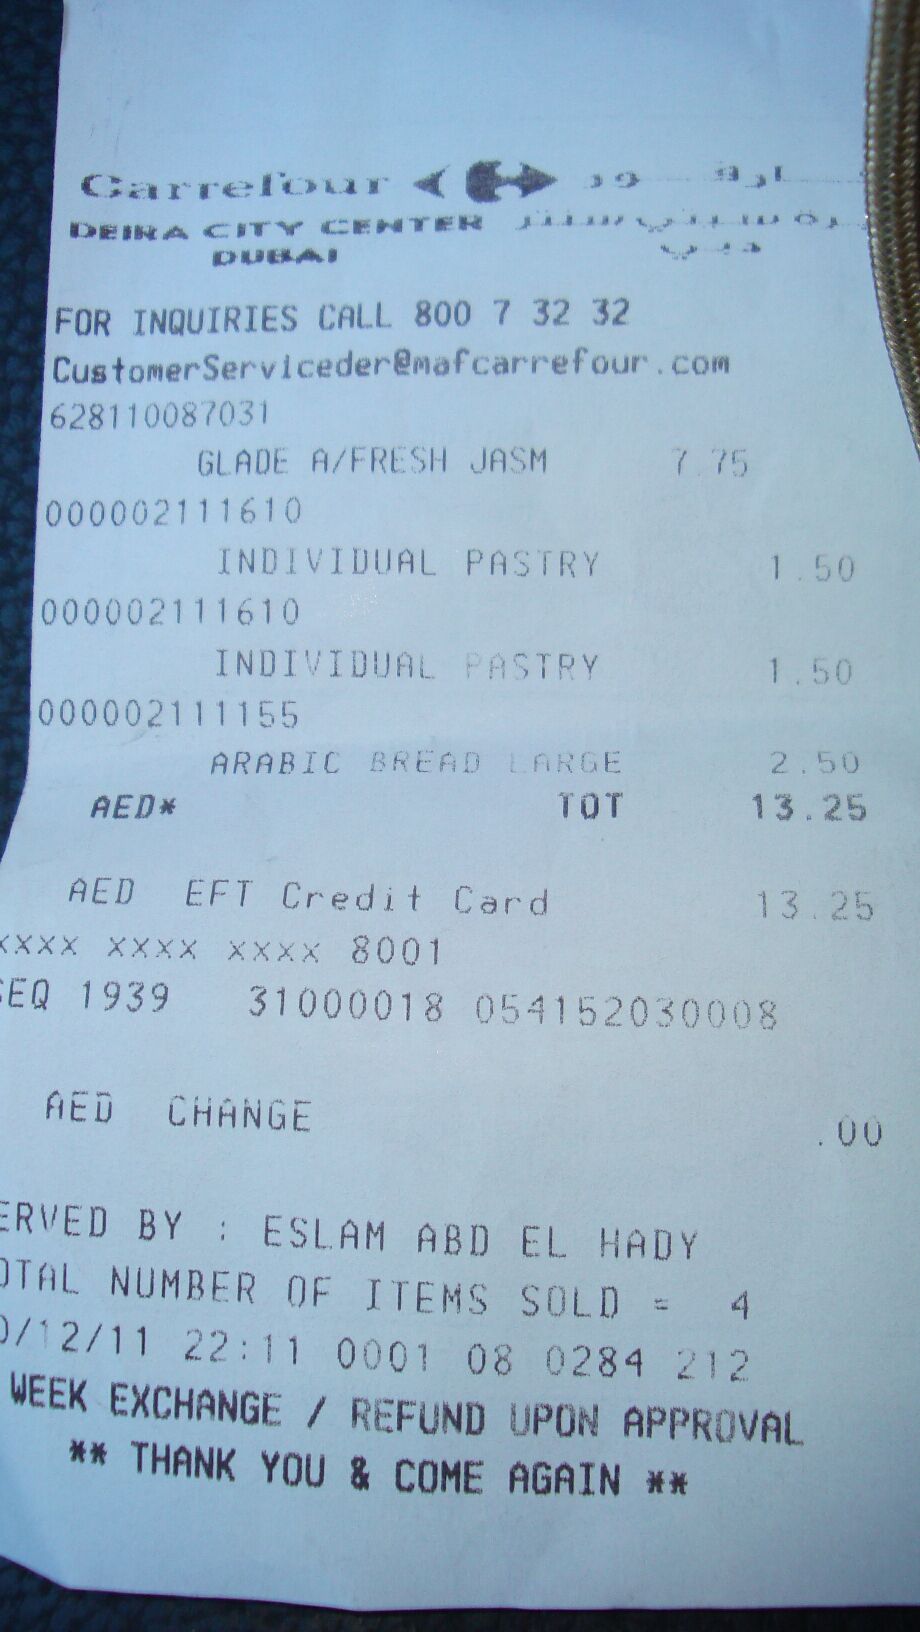 Carrefour
DEIRA CITY CENTER
DUBAI
دبي
FOR INQUIRIES CALL 800 7 32 32
CustomerServiceder@mafcarrefour.com
628110087031
GLADE A/FRESH JASM 7.75
000002111610
INDIVIDUAL PASTRY 1.50
000002111610
INDIVIDUAL PASTRY 1.50
000002111155
ARABIC BREAD LARGE 2.50
AED* TOT 13.25
AED EFT Credit Card 13.25
XXXX XXXX XXXX 8001
SEQ 1939 31000018 054152030008
AED CHANGE .00
ERVED BY : ESLAM ABD EL HADY
OTAL NUMBER OF ITEMS SOLD = 4
0/12/11 22:11 0001 08 0284 212
WEEK EXCHANGE / REFUND UPON APPROVAL
** THANK YOU & COME AGAIN **